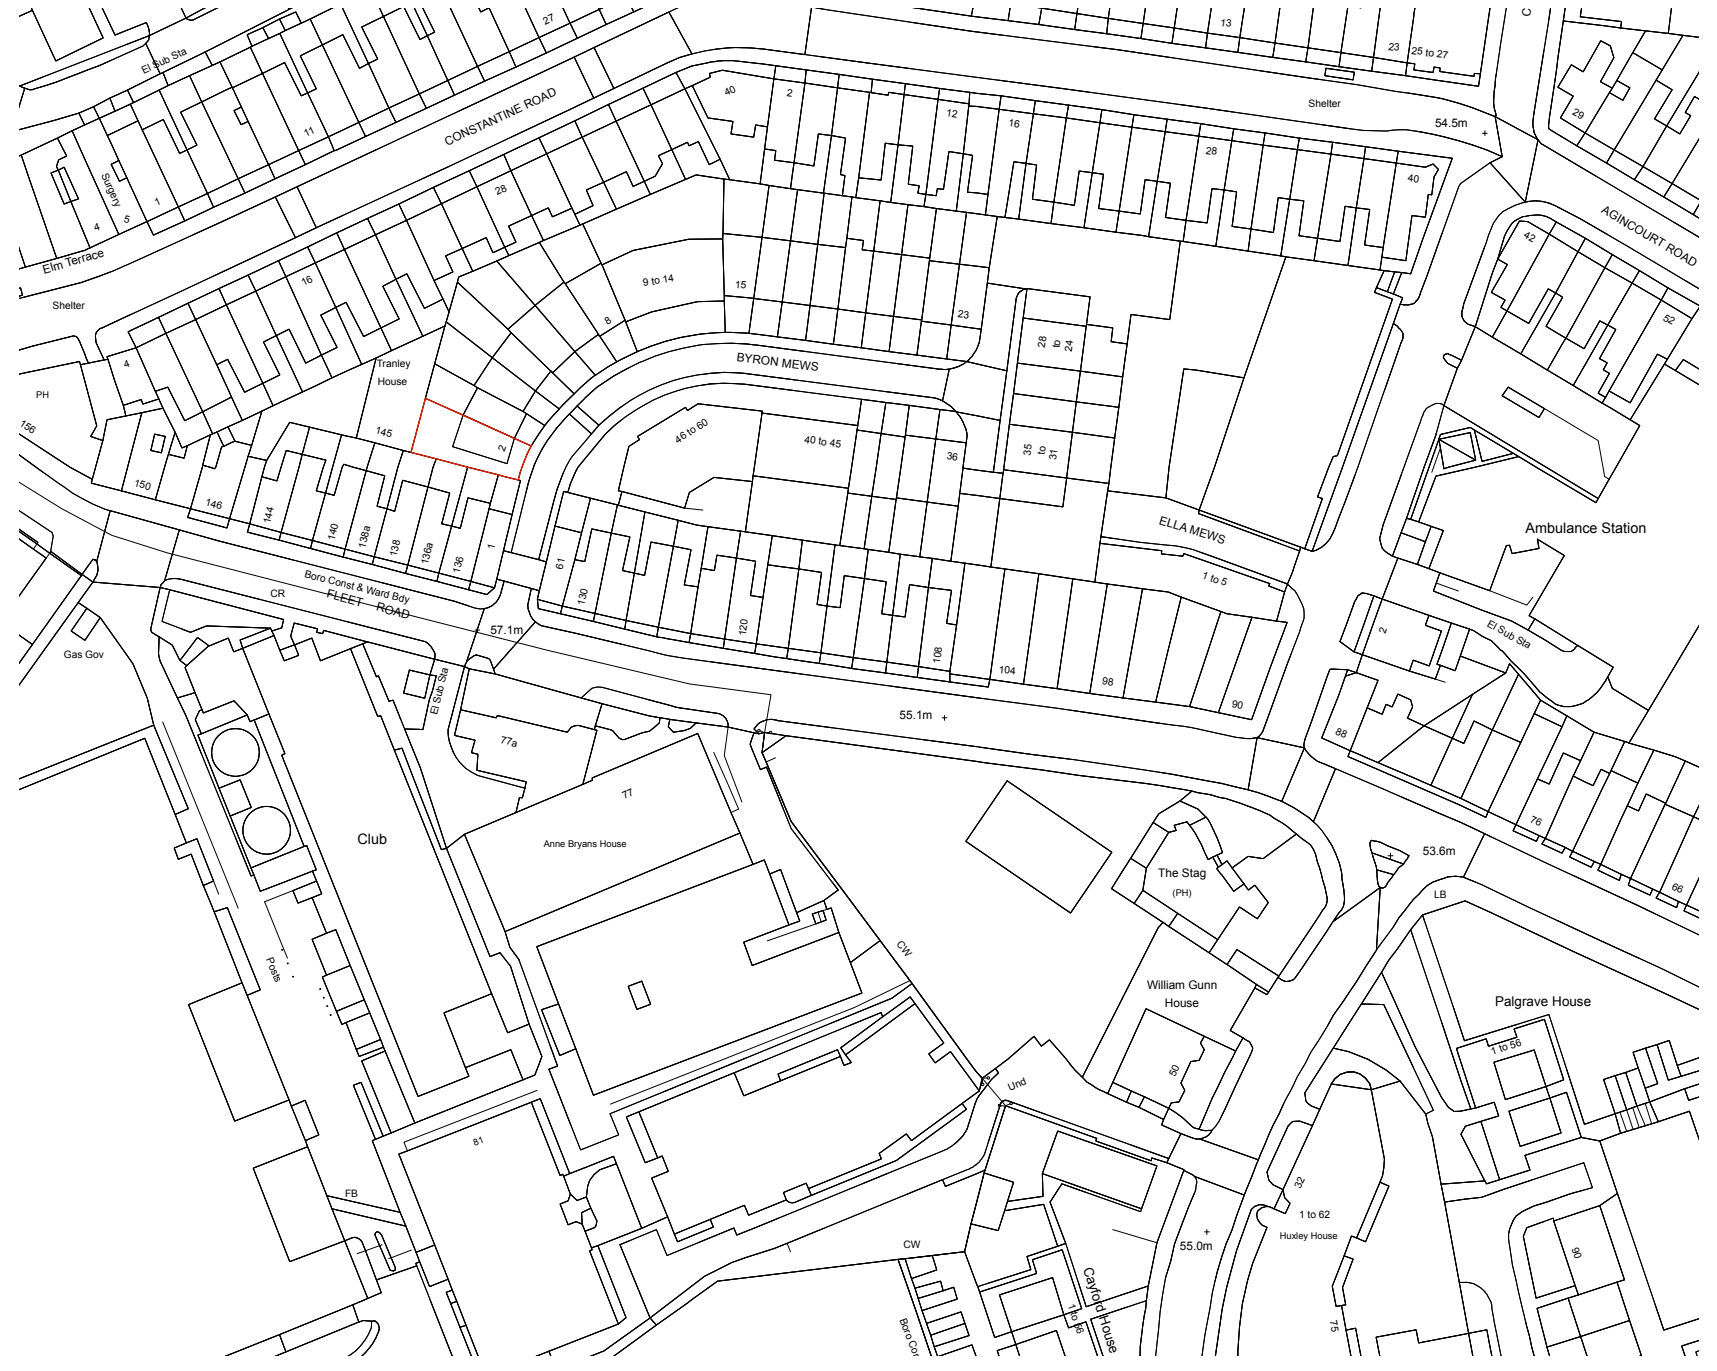 El Sub Sta
27
11
Surgery
4
5
1
Elm Terrace
CONSTANTINE ROAD
13
23
25 to 27
Shelter
54.5m
29
AGINCOURT ROAD
40
2
12
16
28
40
42
52
28
16
Shelter
4
PH
156
Tranley
House
145
2
8
9 to 14
15
23
BYRON MEWS
28
to
24
35
to
31
46 to 60
40 to 45
36
ELLA MEWS
1 to 5
Ambulance Station
El Sub Sta
2
150
146
144
140
138a
138
136a
136
1
61
130
120
108
104
98
90
88
76
66
Boro Const & Ward Bdy
FLEET ROAD
CR
57.1m
55.1m
53.6m
LB
Gas Gov
El Sub Sta
77a
77
Anne Bryans House
Club
Posts
The Stag
(PH)
CW
William Gunn
House
50
Palgrave House
1 to 56
Und
81
FB
CW
32
1 to 62
Huxley House
55.0m
Cayford House
75
90